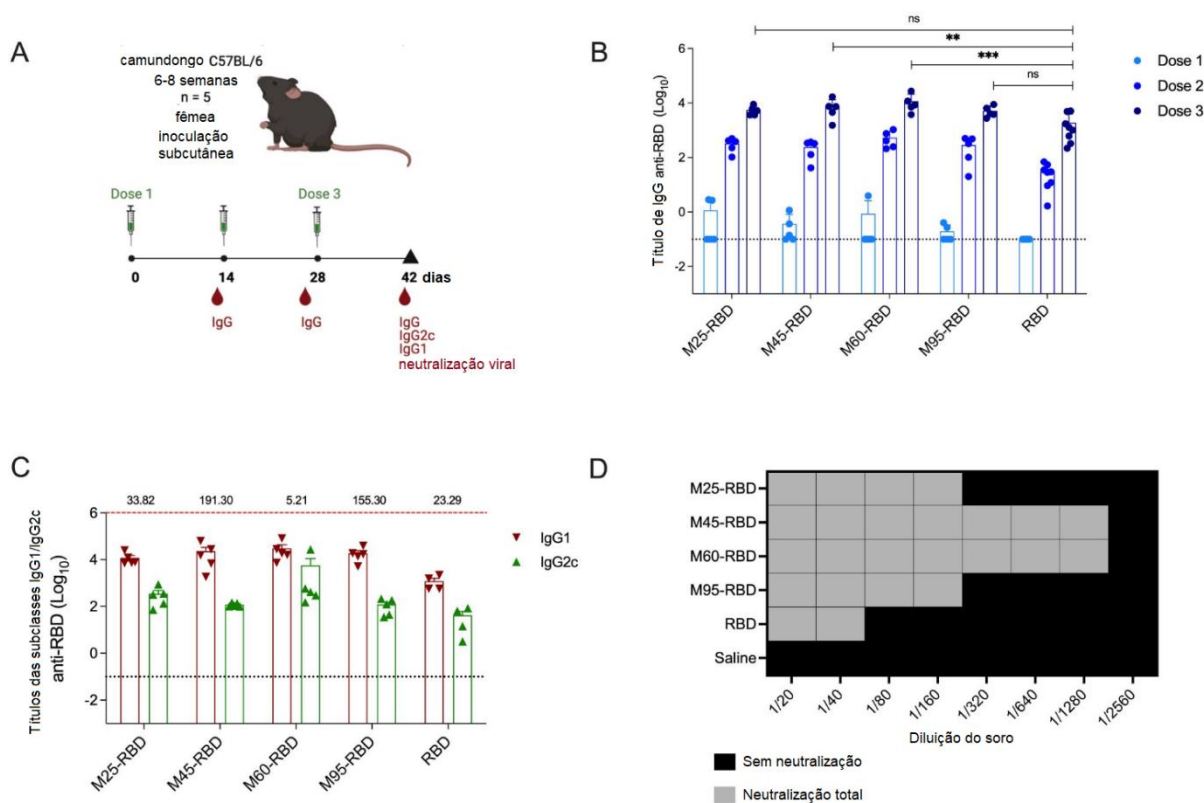 A
camundongo C57BL/6
6-8 semanas
n = 5
fêmea
inoculação
subcutânea
Dose 1
Dose 3
0
14
28
42 dias
IgG
IgG
IgG
IgG2c
IgG1
neutralização viral
B
ns
**
***
ns
Dose 1
Dose 2
Dose 3
Título de IgG anti-RBD (Log10)
6
4
2
0
-2
M25-RBD
M45-RBD
M60-RBD
M95-RBD
RBD
C
33.82 191.30 5.21 155.30 23.29
IgG1
IgG2c
Títulos das subclasses IgG1/IgG2c
anti-RBD (Log10)
6
4
2
0
-2
M25-RBD
M45-RBD
M60-RBD
M95-RBD
RBD
D
M25-RBD
M45-RBD
M60-RBD
M95-RBD
RBD
Saline
1/20
1/40
1/80
1/160
1/320
1/640
1/1280
1/2560
Diluição do soro
Sem neutralização
Neutralização total